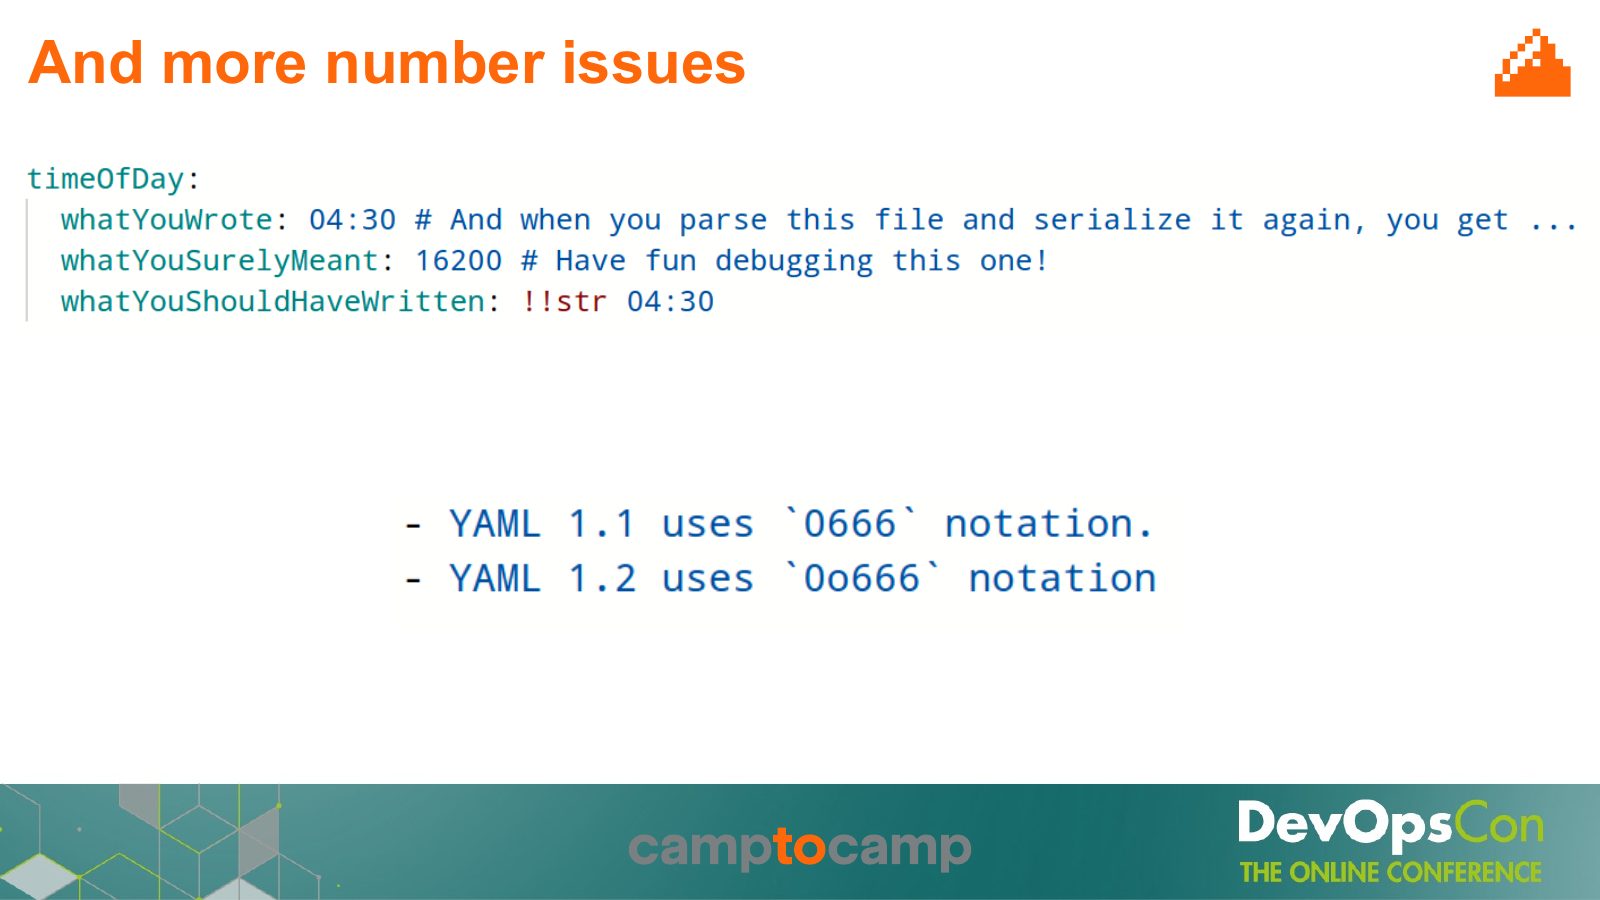 And more number issues
timeOfDay:
whatYouWrote: 04:30 # And when you parse this file and serialize it again, you get ...
whatYouSurelyMeant: 16200 # Have fun debugging this one!
whatYouShouldHaveWritten: !!str 04:30
- YAML 1.1 uses `0666` notation.
- YAML 1.2 uses `0o666` notation
camptocamp
DevOpsCon
THE ONLINE CONFERENCE